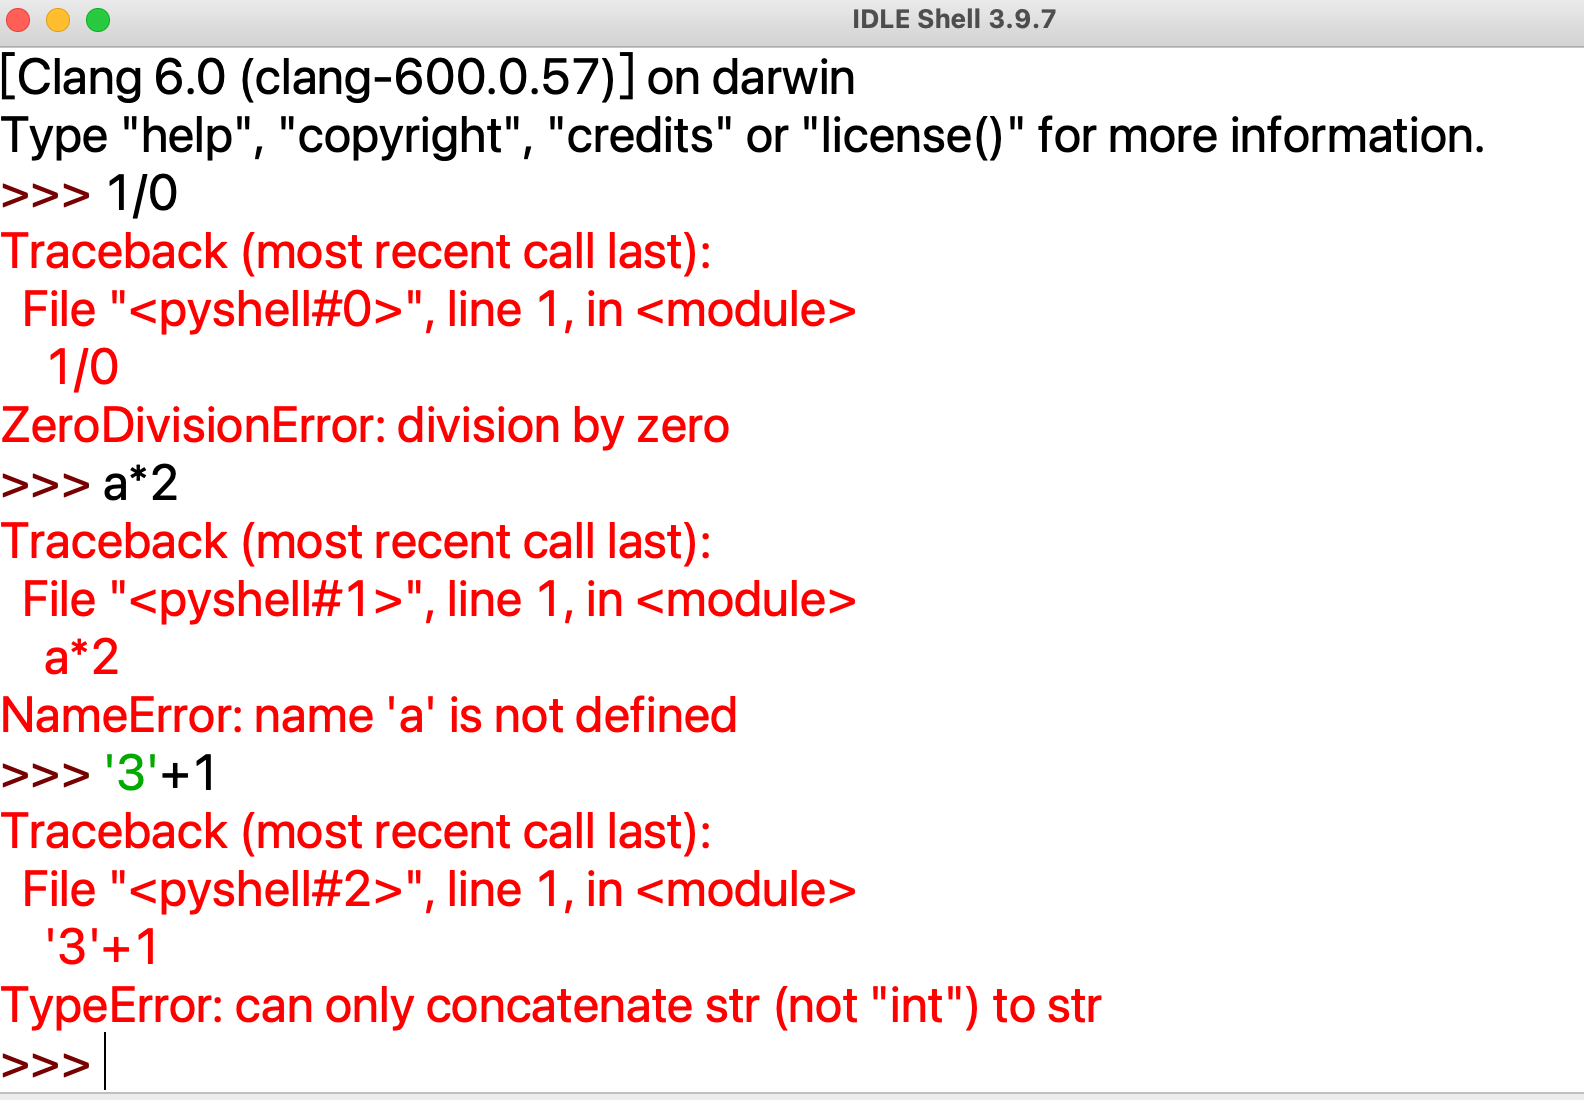 IDLE Shell 3.9.7
[Clang 6.0 (clang-600.0.57)] on darwin
Type "help", "copyright", "credits" or "license()" for more information.
>>> 1/0
Traceback (most recent call last):
  File "<pyshell#0>", line 1, in <module>
    1/0
ZeroDivisionError: division by zero
>>> a*2
Traceback (most recent call last):
  File "<pyshell#1>", line 1, in <module>
    a*2
NameError: name 'a' is not defined
>>> '3'+1
Traceback (most recent call last):
  File "<pyshell#2>", line 1, in <module>
    '3'+1
TypeError: can only concatenate str (not "int") to str
>>>